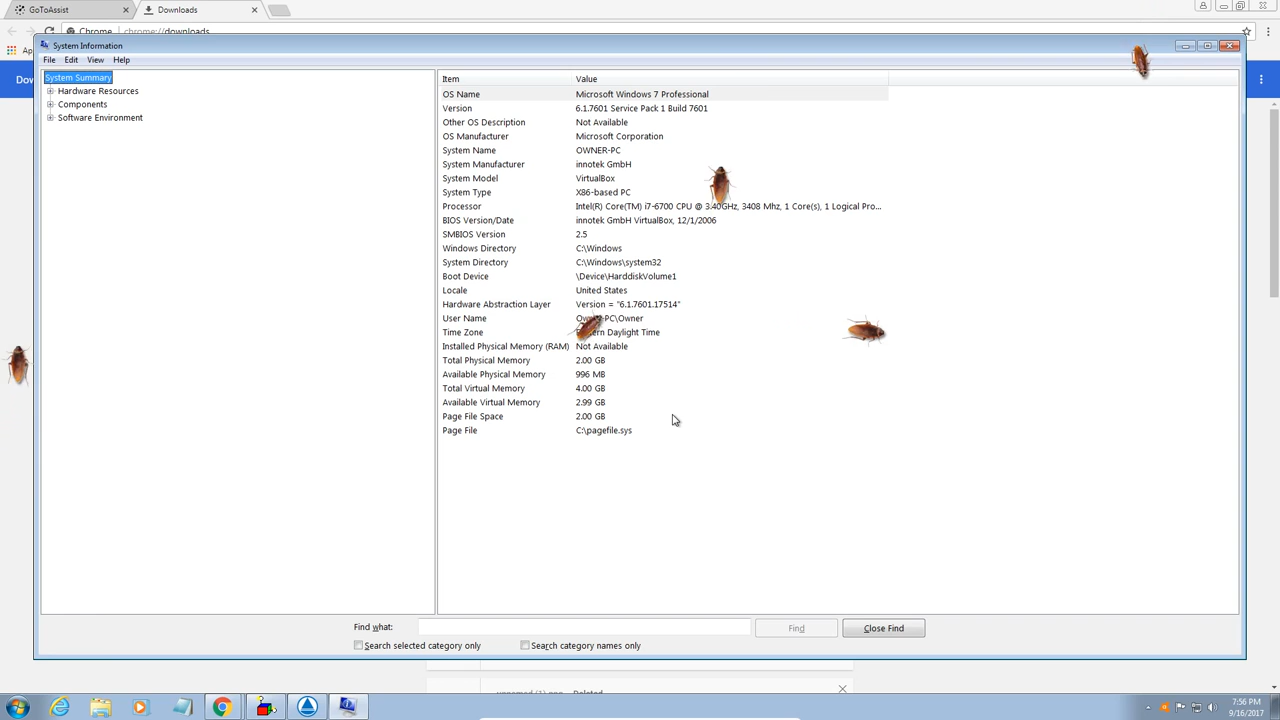 GoToAssist
Downloads
Chrome chrome://downloads
Ap
Dow
System Information
File Edit View Help
System Summary
Hardware Resources
Components
Software Environment
Item Value
OS Name Microsoft Windows 7 Professional
Version 6.1.7601 Service Pack 1 Build 7601
Other OS Description Not Available
OS Manufacturer Microsoft Corporation
System Name OWNER-PC
System Manufacturer innotek GmbH
System Model VirtualBox
System Type X86-based PC
Processor Intel(R) Core(TM) i7-6700 CPU @ 3.40GHz, 3408 Mhz, 1 Core(s), 1 Logical Pro...
BIOS Version/Date innotek GmbH VirtualBox, 12/1/2006
SMBIOS Version 2.5
Windows Directory C:\Windows
System Directory C:\Windows\system32
Boot Device \Device\HarddiskVolume1
Locale United States
Hardware Abstraction Layer Version = "6.1.7601.17514"
User Name Owner-PC\Owner
Time Zone Daylight Time
Installed Physical Memory (RAM) Not Available
Total Physical Memory 2.00 GB
Available Physical Memory 996 MB
Total Virtual Memory 4.00 GB
Available Virtual Memory 2.99 GB
Page File Space 2.00 GB
Page File C:\pagefile.sys
Find what:
Find
Close Find
Search selected category only
Search category names only
7:56 PM
9/16/2017